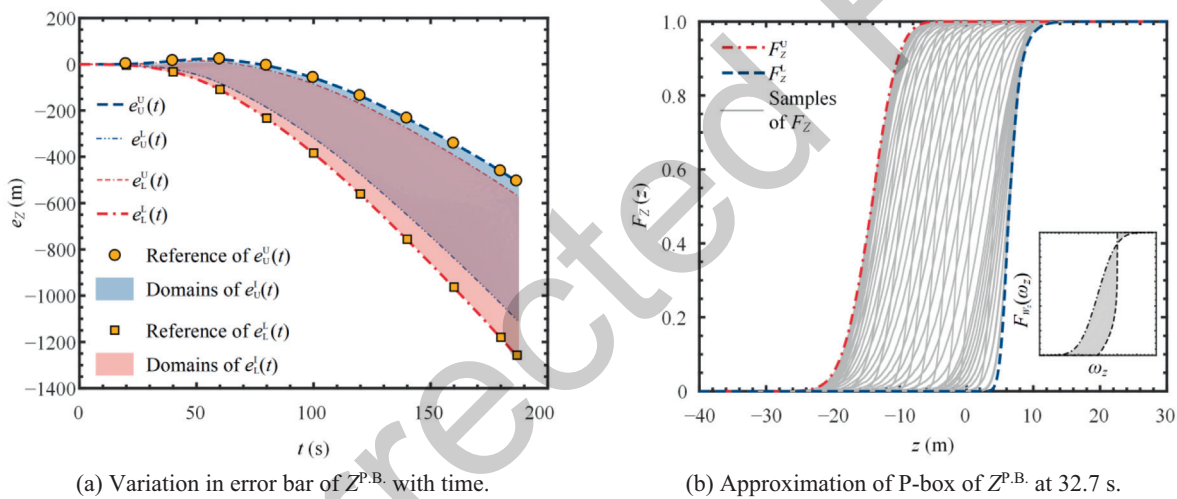 200
0
−200
−400
−600
−800
−1000
−1200
−1400
e_Z (m)
e_U^U(t)
e_U^L(t)
e_L^U(t)
e_L^L(t)
Reference of e_U^U(t)
Domains of e_U^I(t)
Reference of e_L^L(t)
Domains of e_L^I(t)
0 50 100 150 200
t (s)
(a) Variation in error bar of Z^P.B. with time.
1.0
0.8
0.6
0.4
0.2
0
F_Z(z)
F_Z^U
F_Z^L
Samples
of F_Z
F_{W_z}(ω_z)
ω_z
−40 −30 −20 −10 0 10 20 30
z (m)
(b) Approximation of P-box of Z^P.B. at 32.7 s.